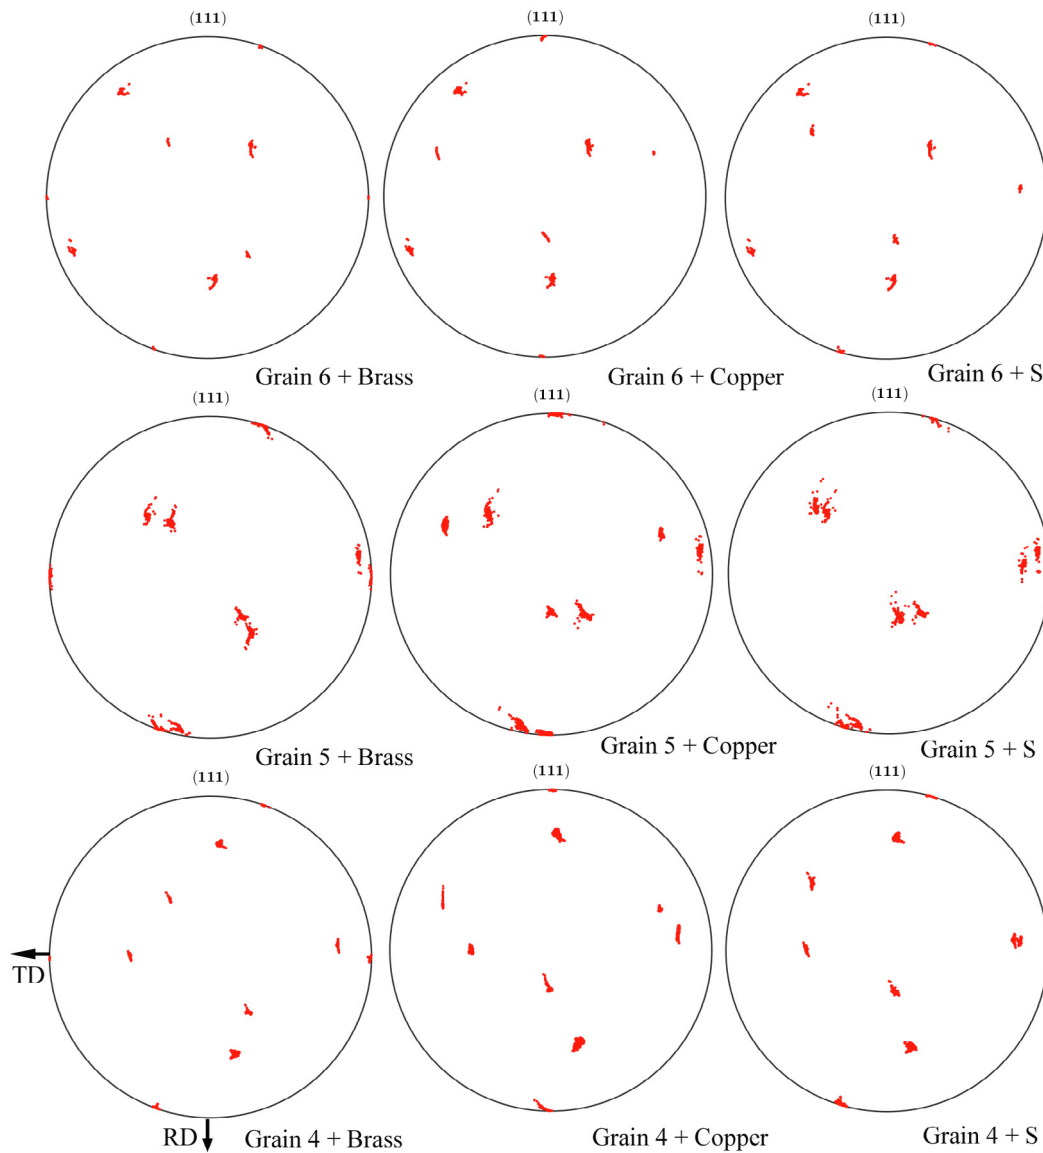 (111) (111) (111)
Grain 6 + Brass Grain 6 + Copper Grain 6 + S
(111) (111) (111)
Grain 5 + Brass Grain 5 + Copper Grain 5 + S
(111) (111) (111)
TD
RD Grain 4 + Brass Grain 4 + Copper Grain 4 + S